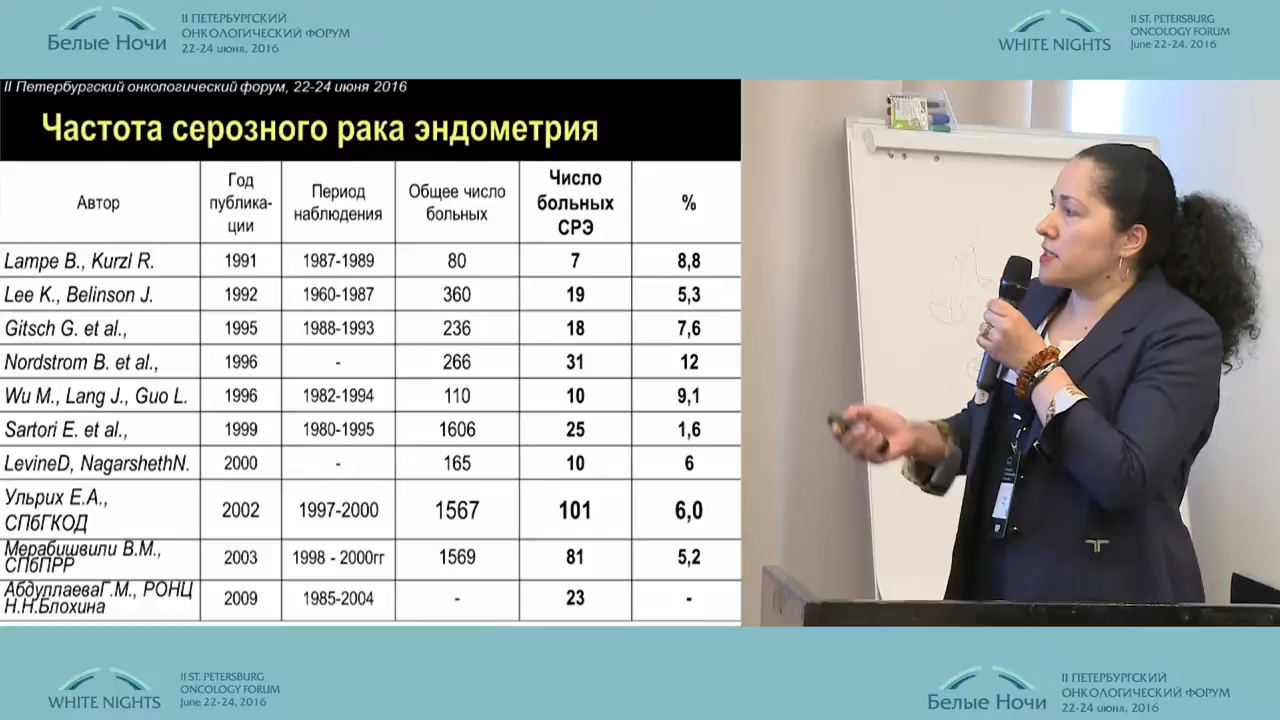 Белые Ночи
II ПЕТЕРБУРГСКИЙ
ОНКОЛОГИЧЕСКИЙ ФОРУМ
22-24 июня, 2016
WHITE NIGHTS
II ST. PETERSBURG
ONCOLOGY FORUM
June 22-24, 2016
II Петербургский онкологический форум, 22-24 июня 2016
Частота серозного рака эндометрия
Автор
Год
публика-
ции
Период
наблюдения
Общее число
больных
Число
больных
СРЭ
%
Lampe B., Kurzl R. 1991 1987-1989 80 7 8,8
Lee K., Belinson J. 1992 1960-1987 360 19 5,3
Gitsch G. et al., 1995 1988-1993 236 18 7,6
Nordstrom B. et al., 1996 - 266 31 12
Wu M., Lang J., Guo L. 1996 1982-1994 110 10 9,1
Sartori E. et al., 1999 1980-1995 1606 25 1,6
LevineD, NagarshethN. 2000 - 165 10 6
Ульрих Е.А.,
СПбГКОД 2002 1997-2000 1567 101 6,0
Мерабишвили В.М.,
СПбПРР 2003 1998 - 2000гг 1569 81 5,2
АбдуллаеваГ.М., РОНЦ
Н.Н.Блохина 2009 1985-2004 - 23 -
WHITE NIGHTS
II ST. PETERSBURG
ONCOLOGY FORUM
June 22-24, 2016
Белые Ночи
II ПЕТЕРБУРГСКИЙ
ОНКОЛОГИЧЕСКИЙ ФОРУМ
22-24 июня, 2016